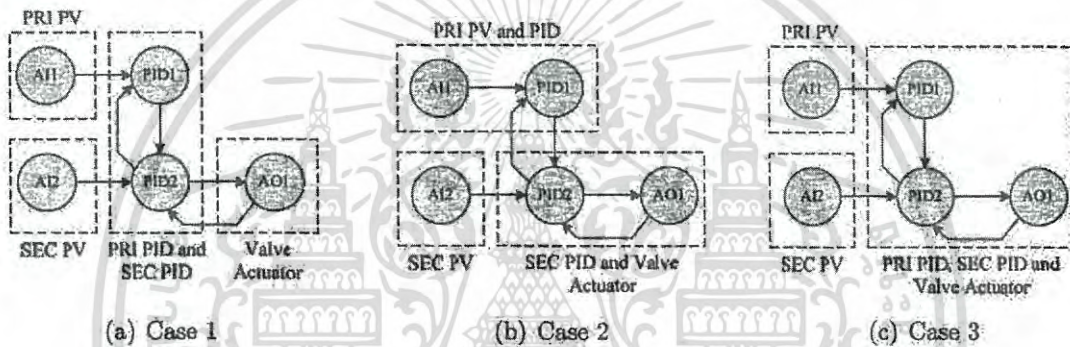 PRI PV
AI1
PID1
AI2
PID2
AO1
SEC PV
PRI PID and
SEC PID
Valve
Actuator
(a) Case 1
PRI PV and PID
AI1
PID1
AI2
PID2
AO1
SEC PV
SEC PID and Valve
Actuator
(b) Case 2
PRI PV
AI1
PID1
AI2
PID2
AO1
SEC PV
PRI PID, SEC PID and
Valve Actuator
(c) Case 3